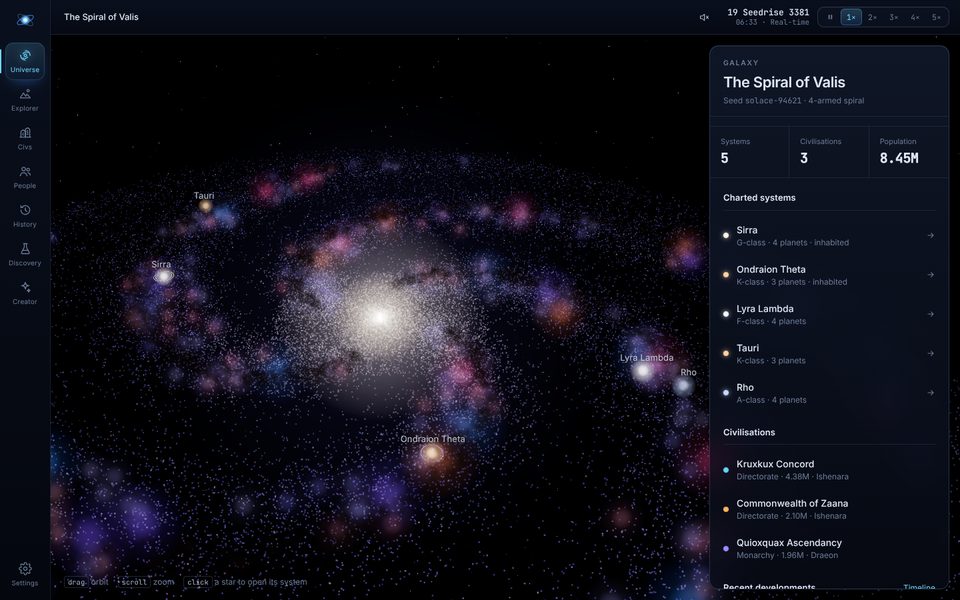 The Spiral of Valis
19 Seedrise 3381
06:33 · Real-time
1× 2× 3× 4× 5×
Universe
Explorer
Civs
People
History
Discovery
Creator
Settings
Tauri
Sirra
Lyra Lambda
Rho
Ondraion Theta
drag orbit scroll zoom click a star to open its system
GALAXY
The Spiral of Valis
Seed solace-94621 · 4-armed spiral
Systems
5
Civilisations
3
Population
8.45M
Charted systems
Sirra
G-class · 4 planets · inhabited
Ondraion Theta
K-class · 3 planets · inhabited
Lyra Lambda
F-class · 4 planets
Tauri
K-class · 3 planets
Rho
A-class · 4 planets
Civilisations
Kruxkux Concord
Directorate · 4.38M · Ishenara
Commonwealth of Zaana
Directorate · 2.10M · Ishenara
Quioxquax Ascendancy
Monarchy · 1.96M · Draeon
Recent developments Timeline